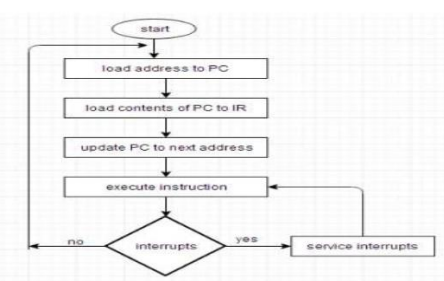 start
load address to PC
load contents of PC to IR
update PC to next address
execute instruction
no
interrupts
yes
service interrupts